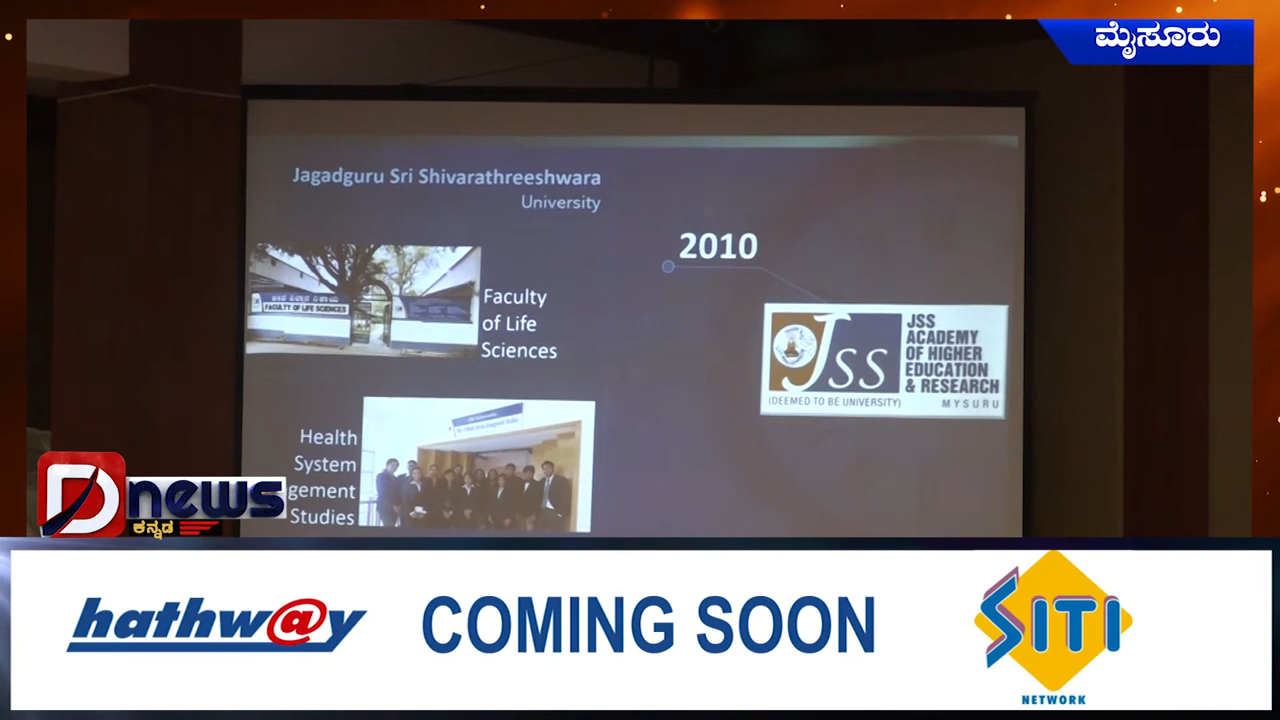 ಮೈಸೂರು
Jagadguru Sri Shivarathreeshwara
University
2010
FACULTY OF LIFE SCIENCES
Faculty
of Life
Sciences
JSS
JSS
ACADEMY
OF HIGHER
EDUCATION
& RESEARCH
(DEEMED TO BE UNIVERSITY) MYSURU
Health
System
gement
Studies
D news
ಕನ್ನಡ
hathw@y
COMING SOON
SITI
NETWORK